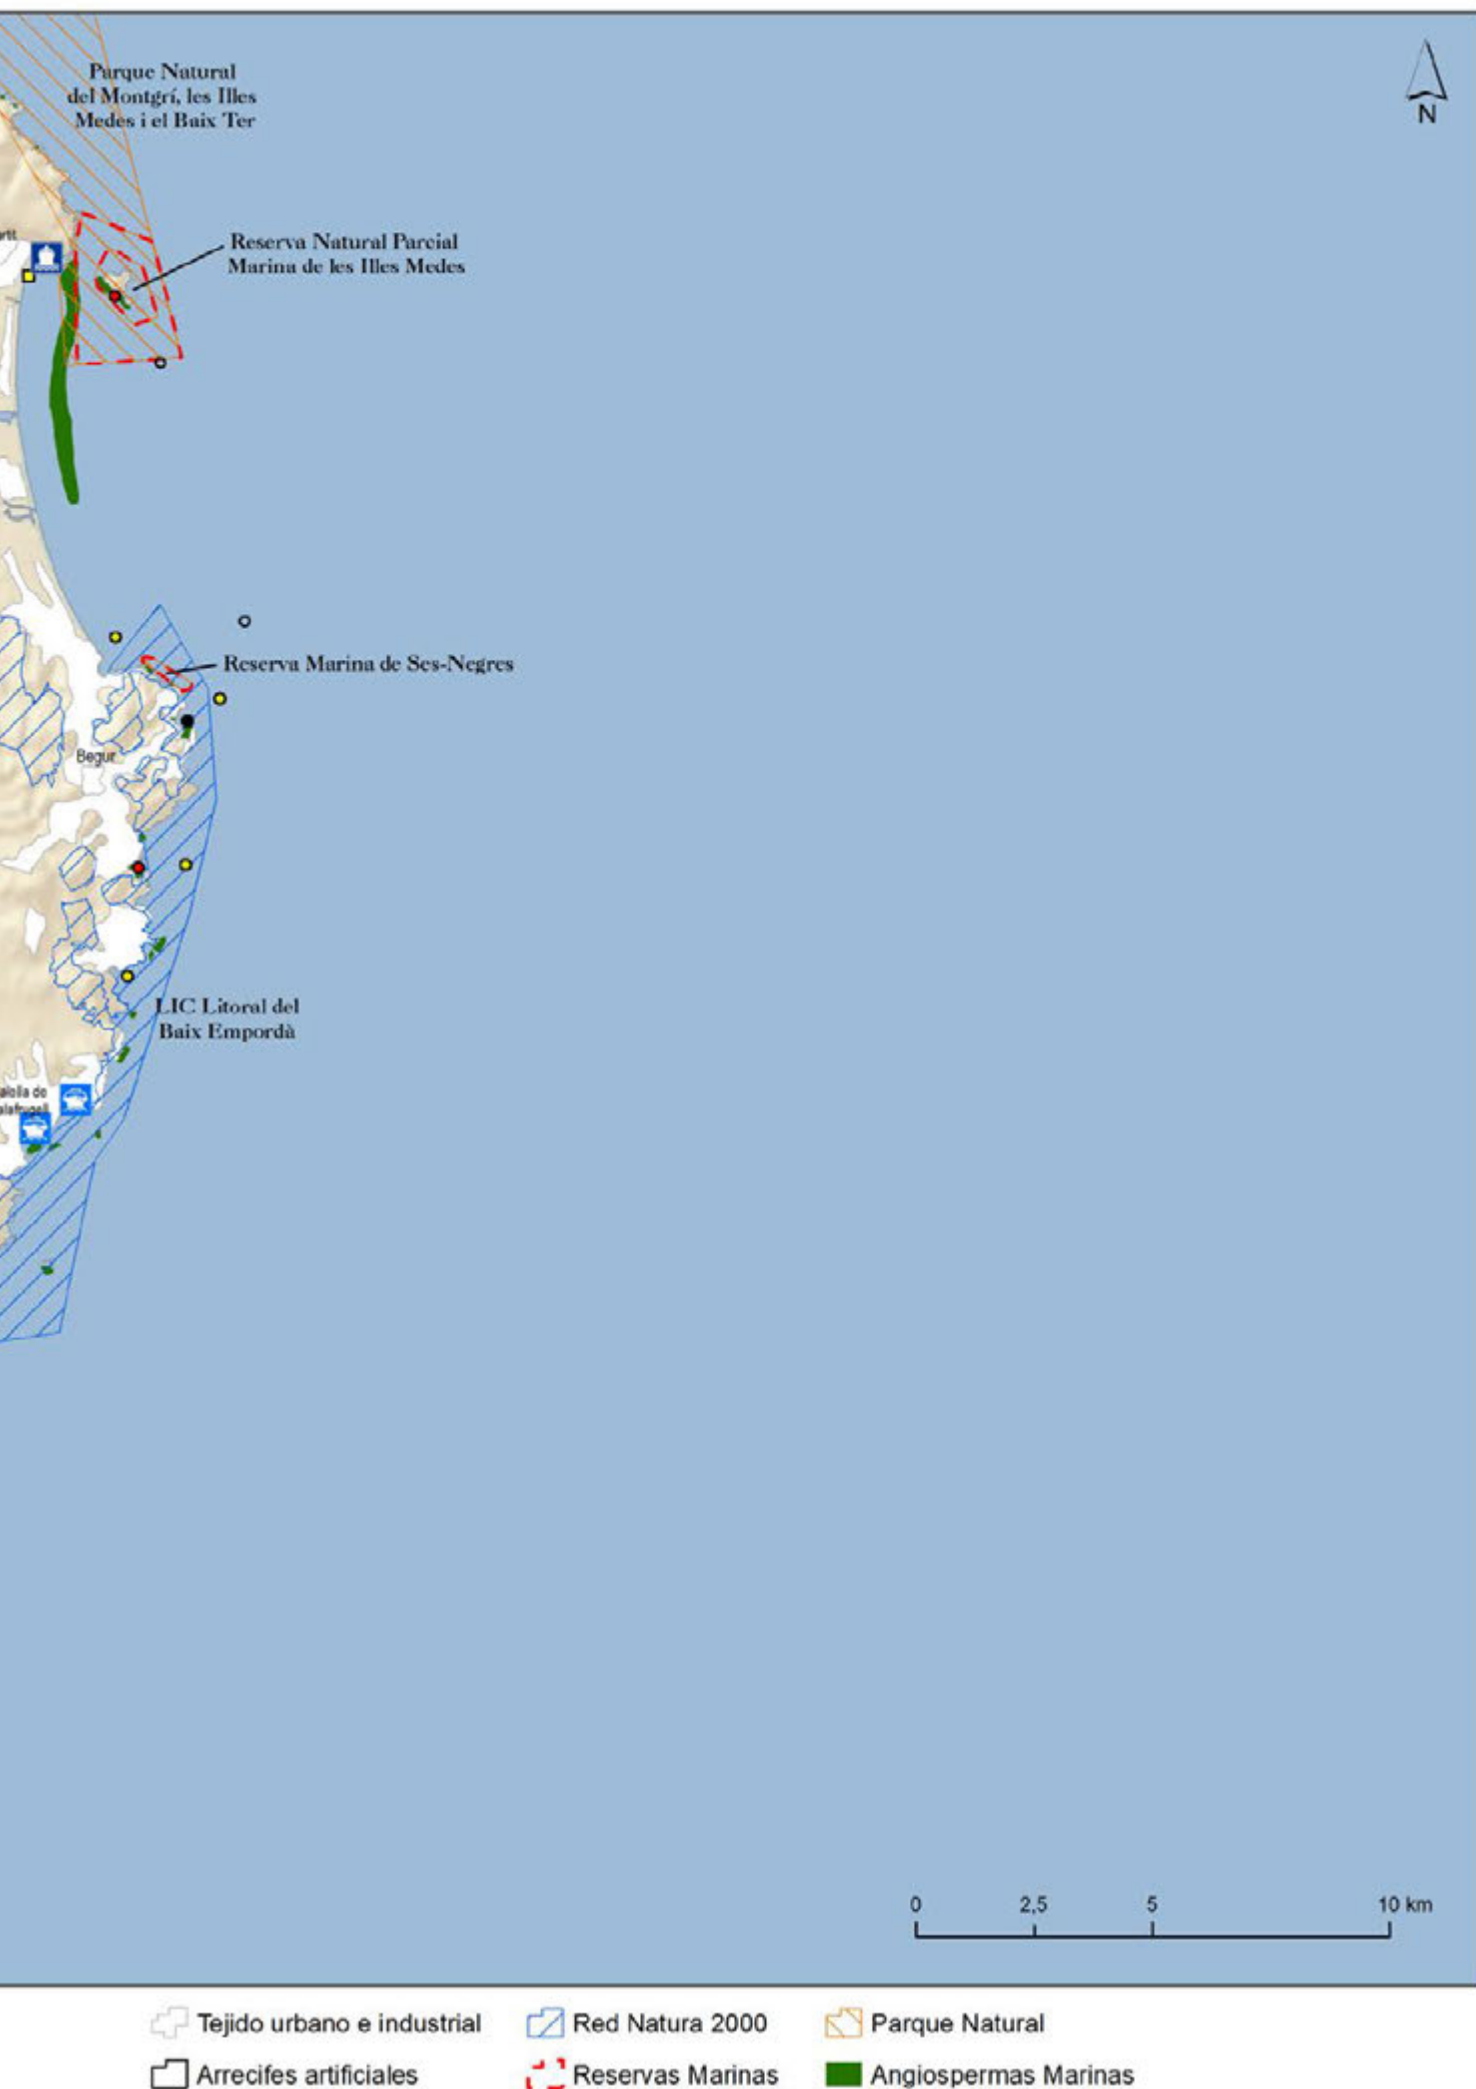 Parque Natural
del Montgrí, les Illes
Medes i el Baix Ter
N
Reserva Natural Parcial
Marina de les Illes Medes
Reserva Marina de Ses-Negres
Begur
LIC Litoral del
Baix Empordà
0 2,5 5 10 km
Tejido urbano e industrial Red Natura 2000 Parque Natural
Arrecifes artificiales Reservas Marinas Angiospermas Marinas